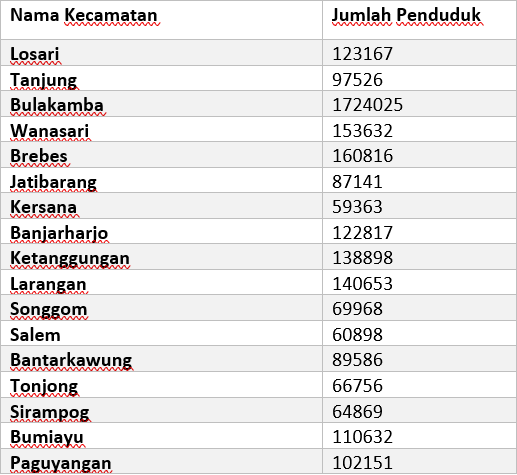 Nama Kecamatan Jumlah Penduduk
Losari 123167
Tanjung 97526
Bulakamba 1724025
Wanasari 153632
Brebes 160816
Jatibarang 87141
Kersana 59363
Banjarharjo 122817
Ketanggungan 138898
Larangan 140653
Songgom 69968
Salem 60898
Bantarkawung 89586
Tonjong 66756
Sirampog 64869
Bumiayu 110632
Paguyangan 102151